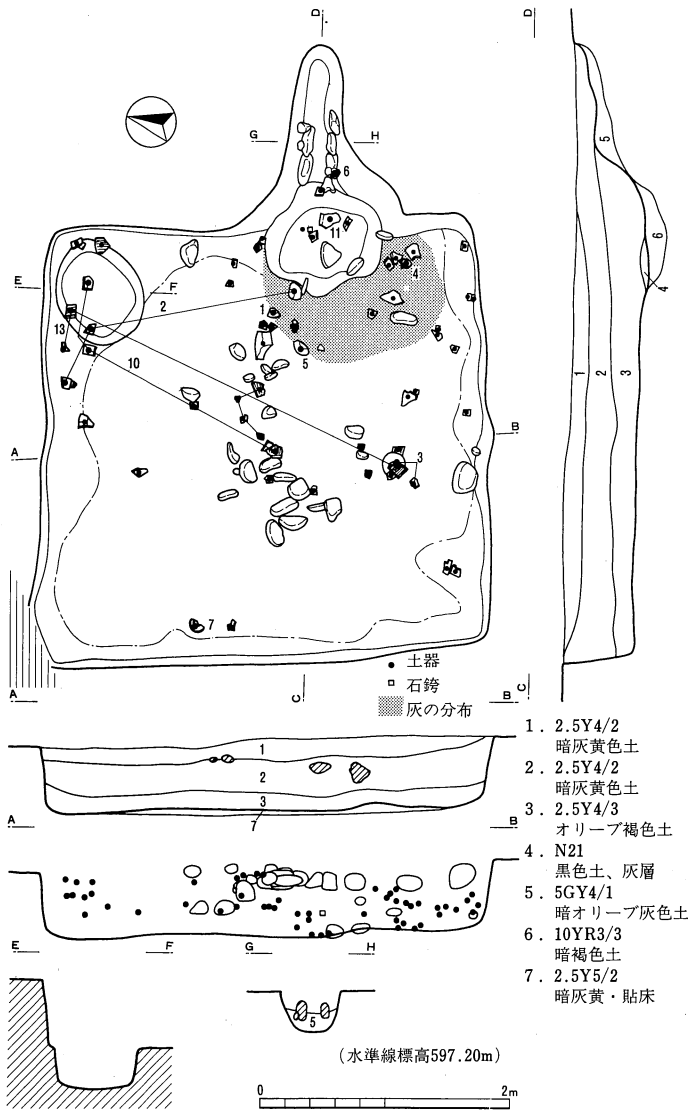 D
D
G
H
6
5
11
6
4
E
F
2
4
1
13
5
10
1
2
3
B
A
3
7
土器
石銙
灰の分布
A
C
B
C
1
2
3
A
7
B
E
F
G
H
5
1. 2.5Y4/2
暗灰黄色土
2. 2.5Y4/2
暗灰黄色土
3. 2.5Y4/3
オリーブ褐色土
4. N21
黒色土、灰層
5. 5GY4/1
暗オリーブ灰色土
6. 10YR3/3
暗褐色土
7. 2.5Y5/2
暗灰黄・貼床
(水準線標高597.20m)
0
2m